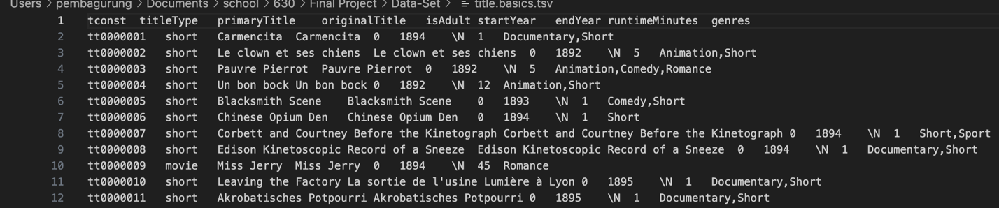 Users > pembagurung > Documents > school > 630 > Final Project > Data-Set > title.basics.tsv
1 tconst titleType primaryTitle originalTitle isAdult startYear endYear runtimeMinutes genres
2 tt0000001 short Carmencita Carmencita 0 1894 \N 1 Documentary,Short
3 tt0000002 short Le clown et ses chiens Le clown et ses chiens 0 1892 \N 5 Animation,Short
4 tt0000003 short Pauvre Pierrot Pauvre Pierrot 0 1892 \N 5 Animation,Comedy,Romance
5 tt0000004 short Un bon bock Un bon bock 0 1892 \N 12 Animation,Short
6 tt0000005 short Blacksmith Scene Blacksmith Scene 0 1893 \N 1 Comedy,Short
7 tt0000006 short Chinese Opium Den Chinese Opium Den 0 1894 \N 1 Short
8 tt0000007 short Corbett and Courtney Before the Kinetograph Corbett and Courtney Before the Kinetograph 0 1894 \N 1 Short,Sport
9 tt0000008 short Edison Kinetoscopic Record of a Sneeze Edison Kinetoscopic Record of a Sneeze 0 1894 \N 1 Documentary,Short
10 tt0000009 movie Miss Jerry Miss Jerry 0 1894 \N 45 Romance
11 tt0000010 short Leaving the Factory La sortie de l'usine Lumière à Lyon 0 1895 \N 1 Documentary,Short
12 tt0000011 short Akrobatisches Potpourri Akrobatisches Potpourri 0 1895 \N 1 Documentary,Short